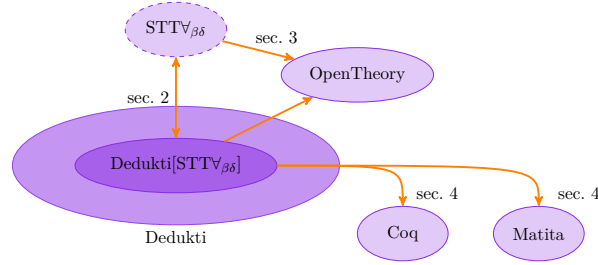 STT∀βδ
sec. 3
OpenTheory
sec. 2
Dedukti[STT∀βδ]
sec. 4
sec. 4
Coq
Matita
Dedukti